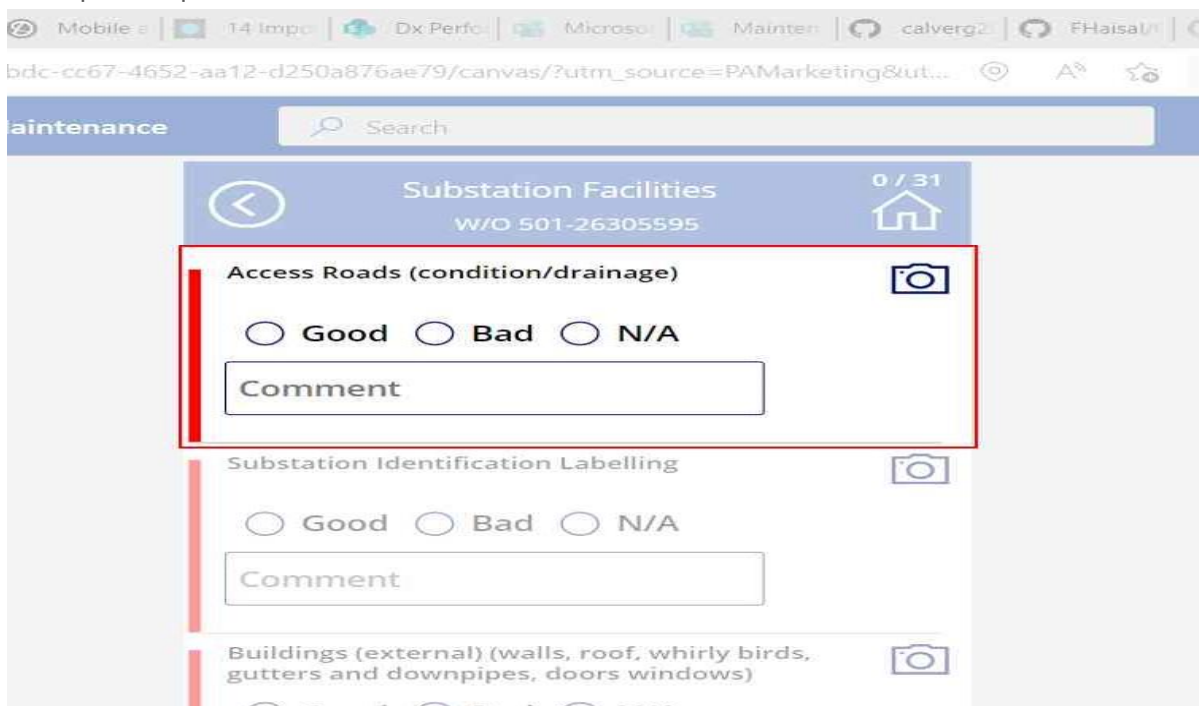 Mobile
14 Impo
Dx Perfo
Microso
Mainten
calverg2
FHaisal
bdc-cc67-4652-aa12-d250a876ae79/canvas/?utm_source=PAMarketing&ut...
aintenance
Search
Substation Facilities
0 / 31
W/O 501-26305595
Access Roads (condition/drainage)
Good Bad N/A
Comment
Substation Identification Labelling
Good Bad N/A
Comment
Buildings (external) (walls, roof, whirly birds,
gutters and downpipes, doors windows)